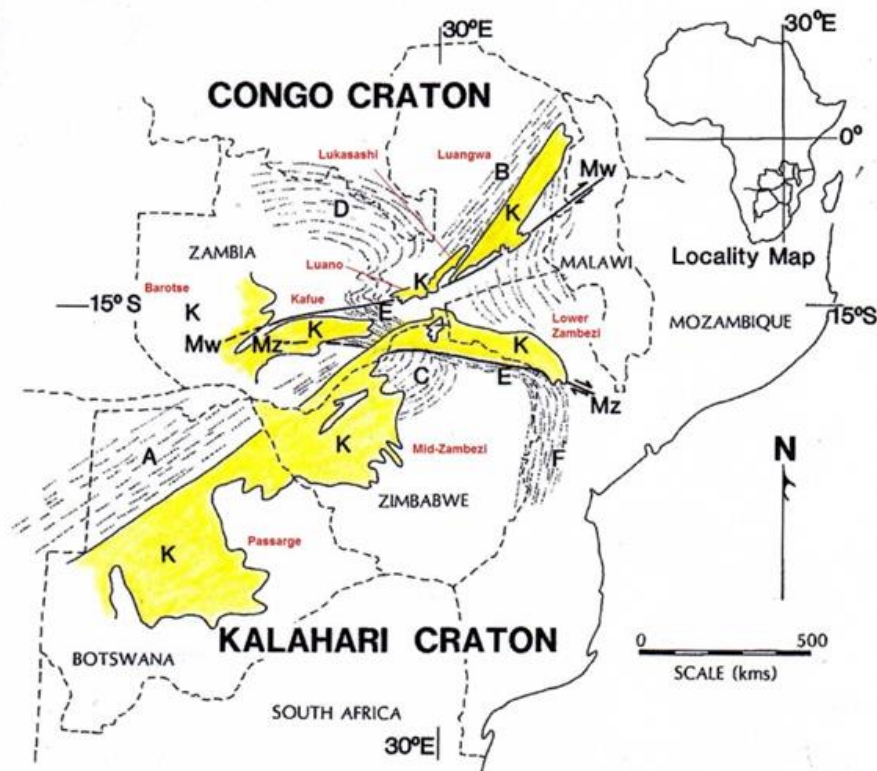 30°E
30°E
CONGO CRATON
0°
Lukasashi
Luangwa
B
Mw
D
K
Locality Map
ZAMBIA
MALAWI
Luano
K
Barotse
Kafue
E
15° S
15°S
K
K
Lower
Zambezi
MOZAMBIQUE
Mw
Mz
K
C
E
Mz
N
A
K
Mid-Zambezi
F
ZIMBABWE
K
Passarge
KALAHARI CRATON
0
500
BOTSWANA
SCALE (kms)
SOUTH AFRICA
30°E